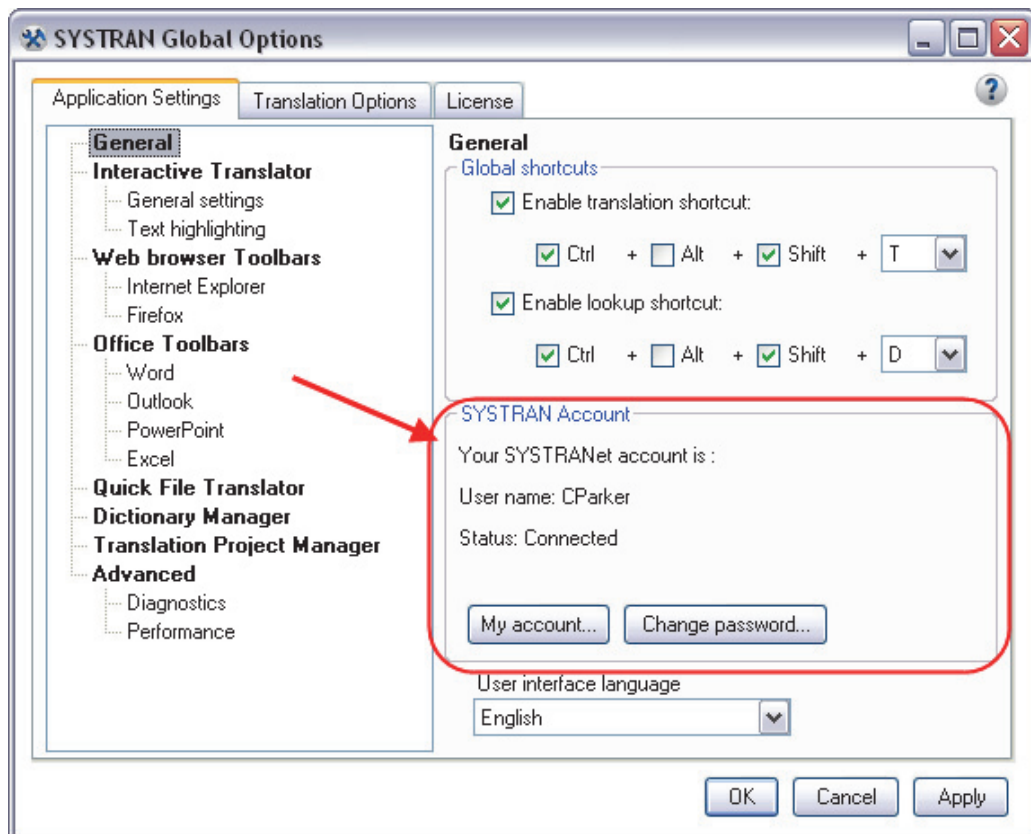 SYSTRAN Global Options
Application Settings
Translation Options
License
?
General
Interactive Translator
General settings
Text highlighting
Web browser Toolbars
Internet Explorer
Firefox
Office Toolbars
Word
Outlook
PowerPoint
Excel
Quick File Translator
Dictionary Manager
Translation Project Manager
Advanced
Diagnostics
Performance
General
Global shortcuts
Enable translation shortcut:
Ctrl + Alt + Shift + T
Enable lookup shortcut:
Ctrl + Alt + Shift + D
SYSTRAN Account
Your SYSTRANet account is :
User name: CParker
Status: Connected
My account... Change password...
User interface language
English
OK Cancel Apply